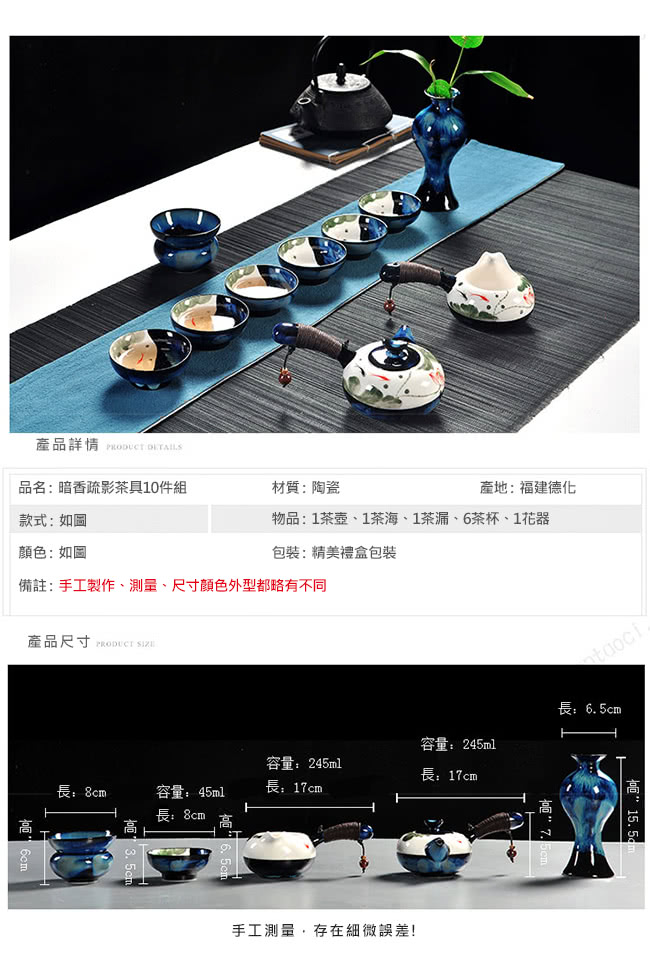 產品詳情 PRODUCT DETAILS
品名: 暗香疏影茶具10件組 材質: 陶瓷 產地: 福建德化
款式: 如圖 物品: 1茶壺、1茶海、1茶漏、6茶杯、1花器
顏色: 如圖 包裝: 精美禮盒包裝
備註: 手工製作、測量、尺寸顏色外型都略有不同
產品尺寸 PRODUCT SIZE
長: 6.5cm
容量: 245ml
容量: 245ml
長: 17cm
長: 17cm
長: 8cm
容量: 45ml
長: 8cm
高: 6cm
高: 3.5cm
高: 6.5cm
高: 7.5cm
高: 15.5cm
手工測量，存在細微誤差!